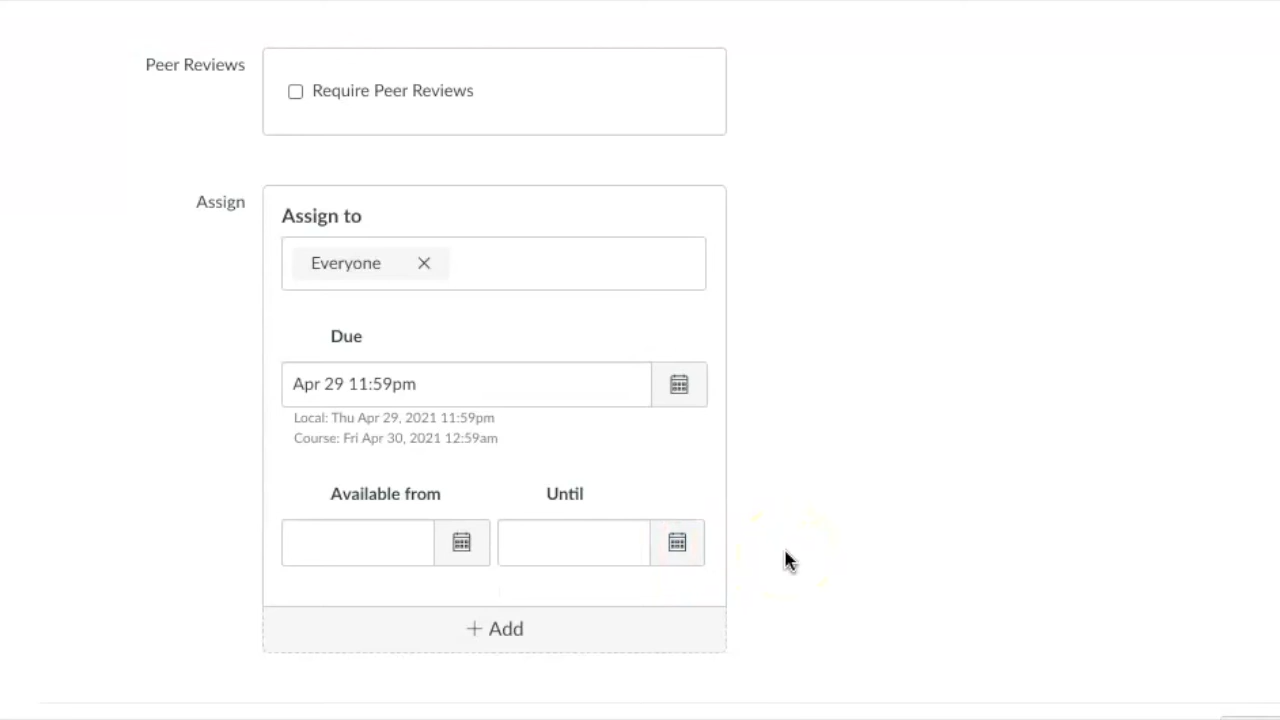 Peer Reviews
Require Peer Reviews
Assign
Assign to
Everyone
Due
Apr 29 11:59pm
Local: Thu Apr 29, 2021 11:59pm
Course: Fri Apr 30, 2021 12:59am
Available from
Until
+ Add